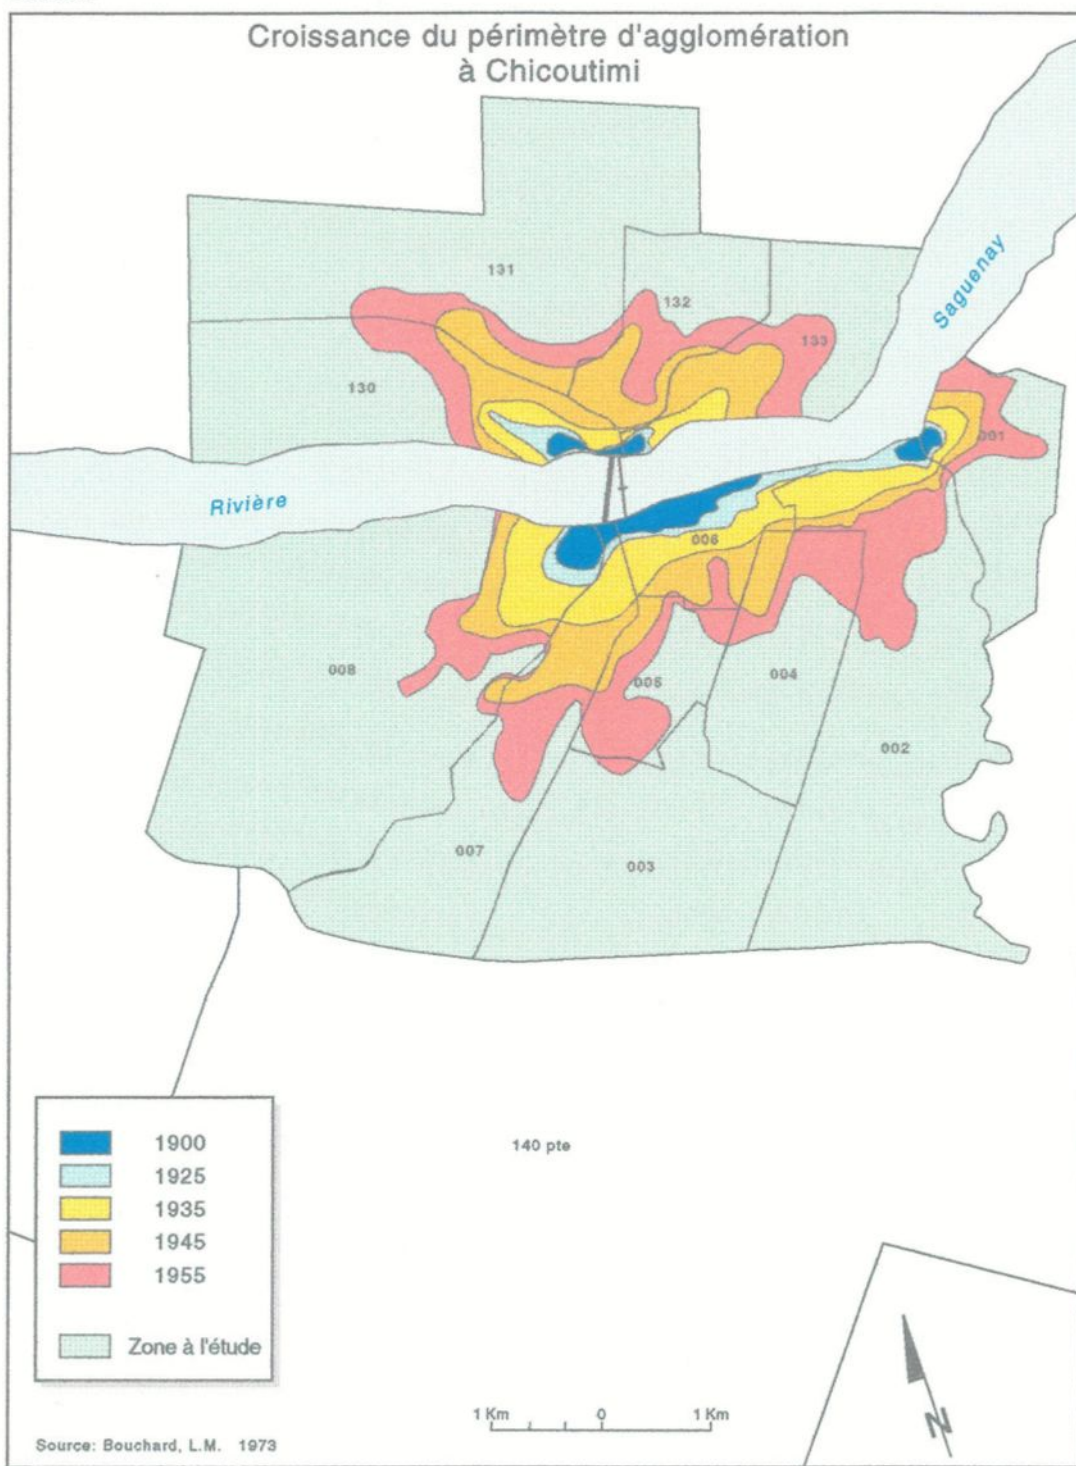 Croissance du périmètre d'agglomération
à Chicoutimi
131
132
133
130
Saguenay
001
Rivière
006
008
005
004
002
007
003
140 pte
1900
1925
1935
1945
1955
Zone à l'étude
1 Km 0 1 Km
N
Source: Bouchard, L.M. 1973